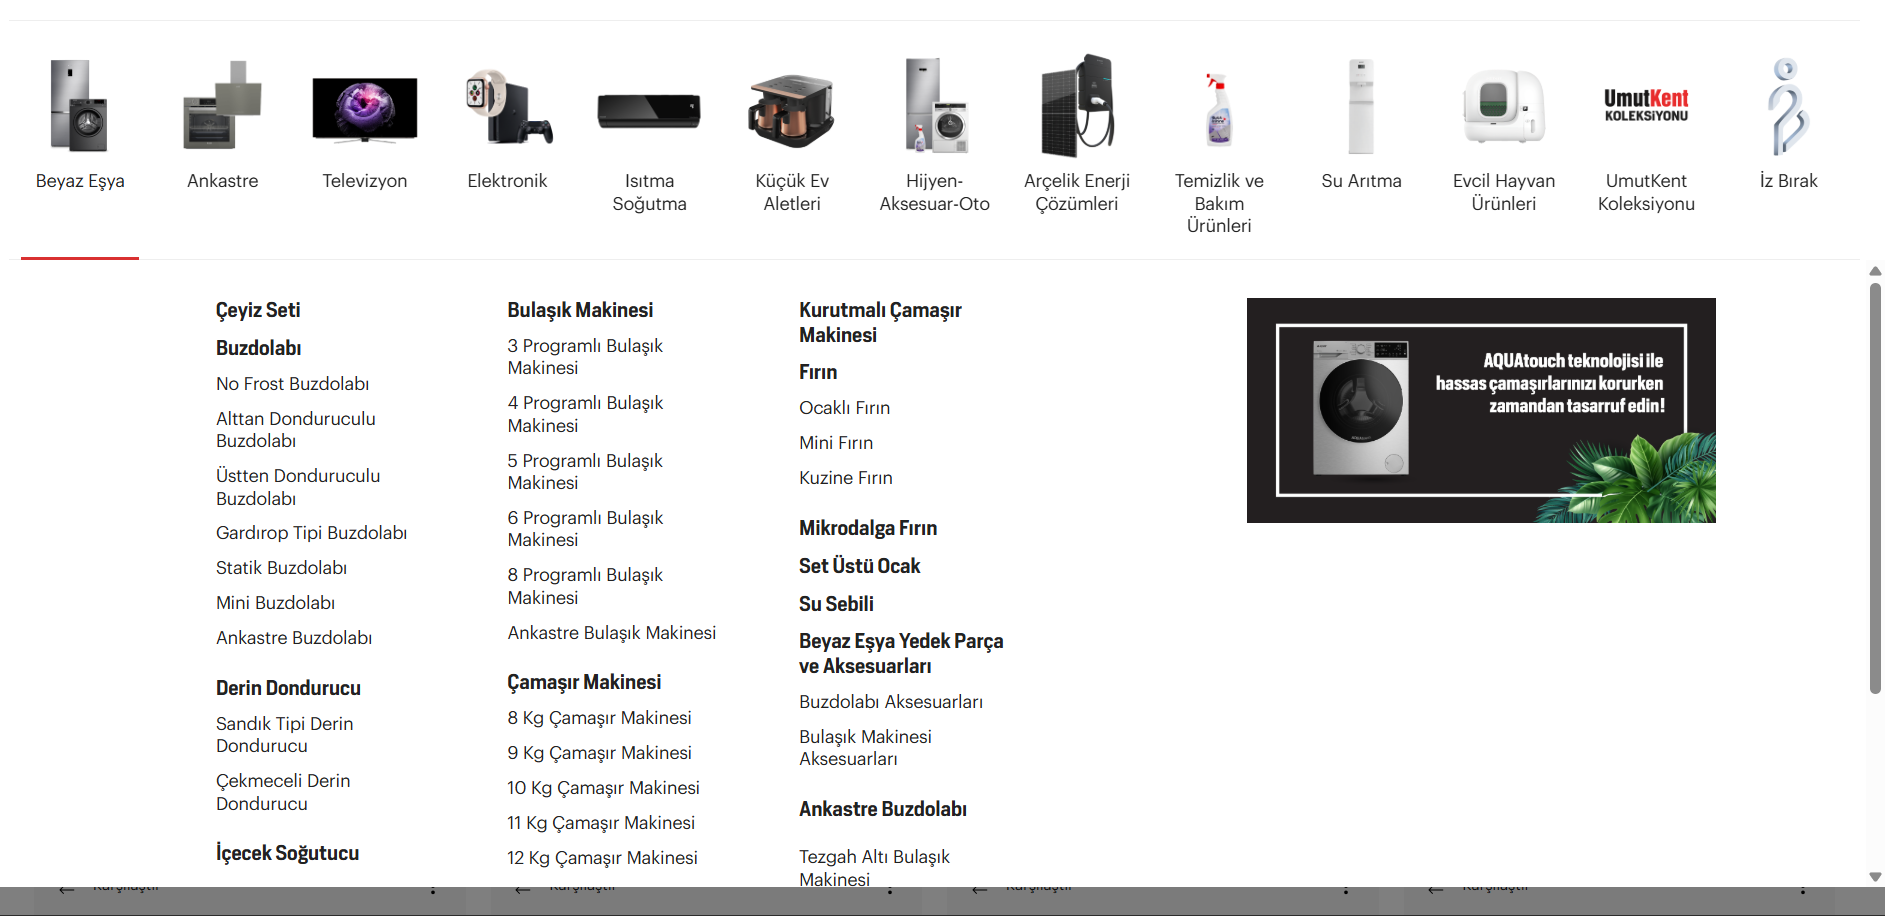 Beyaz Eşya
Ankastre
Televizyon
Elektronik
Isıtma
Soğutma
Küçük Ev
Aletleri
Hijyen-
Aksesuar-Oto
Arçelik Enerji
Çözümleri
Temizlik ve
Bakım
Ürünleri
Su Arıtma
Evcil Hayvan
Ürünleri
UmutKent
KOLEKSİYONU
UmutKent
Koleksiyonu
İz Bırak
Çeyiz Seti
Buzdolabı
No Frost Buzdolabı
Alttan Donduruculu
Buzdolabı
Üstten Donduruculu
Buzdolabı
Gardırop Tipi Buzdolabı
Statik Buzdolabı
Mini Buzdolabı
Ankastre Buzdolabı
Derin Dondurucu
Sandık Tipi Derin
Dondurucu
Çekmeceli Derin
Dondurucu
İçecek Soğutucu
Bulaşık Makinesi
3 Programlı Bulaşık
Makinesi
4 Programlı Bulaşık
Makinesi
5 Programlı Bulaşık
Makinesi
6 Programlı Bulaşık
Makinesi
8 Programlı Bulaşık
Makinesi
Ankastre Bulaşık Makinesi
Çamaşır Makinesi
8 Kg Çamaşır Makinesi
9 Kg Çamaşır Makinesi
10 Kg Çamaşır Makinesi
11 Kg Çamaşır Makinesi
12 Kg Çamaşır Makinesi
Kurutmalı Çamaşır
Makinesi
Fırın
Ocaklı Fırın
Mini Fırın
Kuzine Fırın
Mikrodalga Fırın
Set Üstü Ocak
Su Sebili
Beyaz Eşya Yedek Parça
ve Aksesuarları
Buzdolabı Aksesuarları
Bulaşık Makinesi
Aksesuarları
Ankastre Buzdolabı
Tezgah Altı Bulaşık
Makinesi
AQUAtouch teknolojisi ile
hassas çamaşırlarınızı korurken
zamandan tasarruf edin!